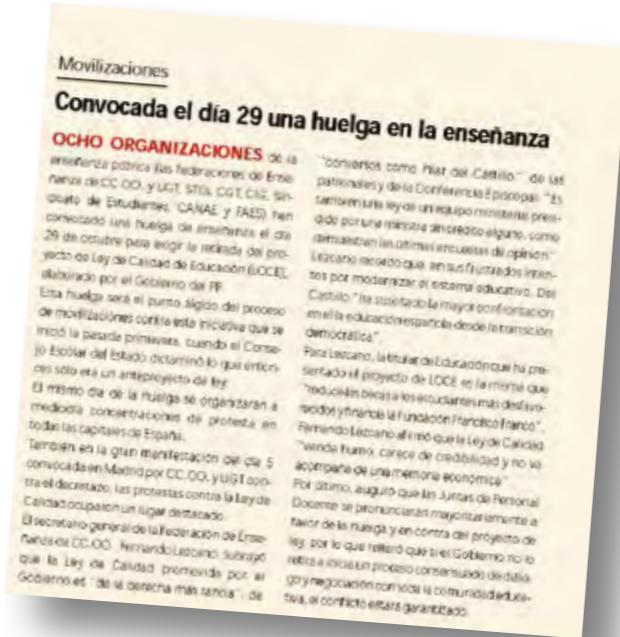 Movilizaciones
Convocada el día 29 una huelga en la enseñanza
OCHO ORGANIZACIONES de la
enseñanza pública (las federaciones de Ense-
ñanza de CC.OO. y UGT, STEs, CGT, CIG, Sin-
dicato de Estudiantes, CANAE y FAES) han
convocado una huelga de enseñanza el día
29 de octubre para exigir la retirada del pro-
yecto de Ley de Calidad de Educación (LOCE),
elaborado por el Gobierno del PP.
Esta huelga será el punto álgido del proceso
de movilizaciones contra esta iniciativa que se
inició la pasada primavera, cuando el Conse-
jo Escolar del Estado dictaminó lo que enton-
ces sólo era un anteproyecto de ley.
El mismo día de la huelga se organizarán a
mediodía concentraciones de protesta en
todas las capitales de España.
También en la gran manifestación del día 5
convocada en Madrid por CC.OO. y UGT con-
tra el decretazo, las protestas contra la Ley de
Calidad ocuparon un lugar destacado.
El secretario general de la Federación de Ense-
ñanza de CC.OO., Fernando Lezcano, subrayó
que la Ley de Calidad promovida por el
Gobierno es "de la derecha más rancia", de
"conversos como Pilar del Castillo", de las
patronales y de la Conferencia Episcopal. "Es
también una ley de un equipo ministerial presi-
dido por una ministra sin crédito alguno, como
demuestran las últimas encuestas de opinión".
Lezcano recordó que, en sus frustrados inten-
tos por modernizar el sistema educativo, Del
Castillo "ha suscitado la mayor confrontación
en el la educación española desde la transición
democrática".
Para Lezcano, la titular de Educación que ha pre-
sentado el proyecto de LOCE es la misma que
"reduce las becas a los estudiantes más desfavo-
recidos y financia la Fundación Francisco Franco".
Fernando Lezcano afirmó que la Ley de Calidad
"vende humo, carece de credibilidad y no va
acompaña de una memoria económica".
Por último, auguró que las Juntas de Personal
Docente se pronunciarán mayoritariamente a
favor de la huelga y en contra del proyecto de
ley, por lo que reiteró que si el Gobierno no lo
retira e inicia un proceso consensuado de diálo-
go y negociación con toda la comunidad educa-
tiva, el conflicto estará garantizado.